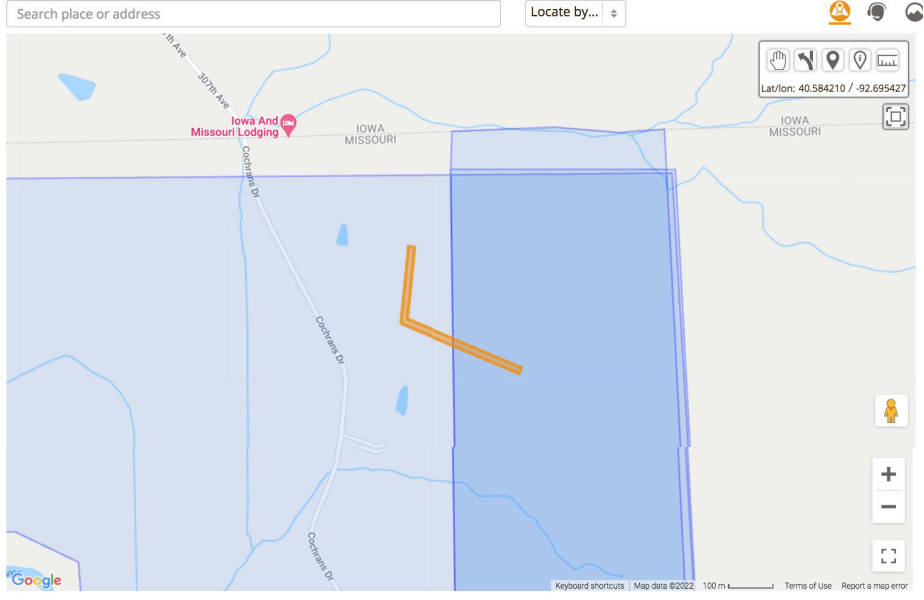 Search place or address
Locate by...
Lat/lon: 40.584210 / -92.695427
th Ave
307th Ave
Iowa And
Missouri Lodging
IOWA
MISSOURI
IOWA
MISSOURI
Cochrans Dr
Cochrans Dr
Cochrans Dr
Google
Keyboard shortcuts
Map data ©2022
100 m
Terms of Use
Report a map error